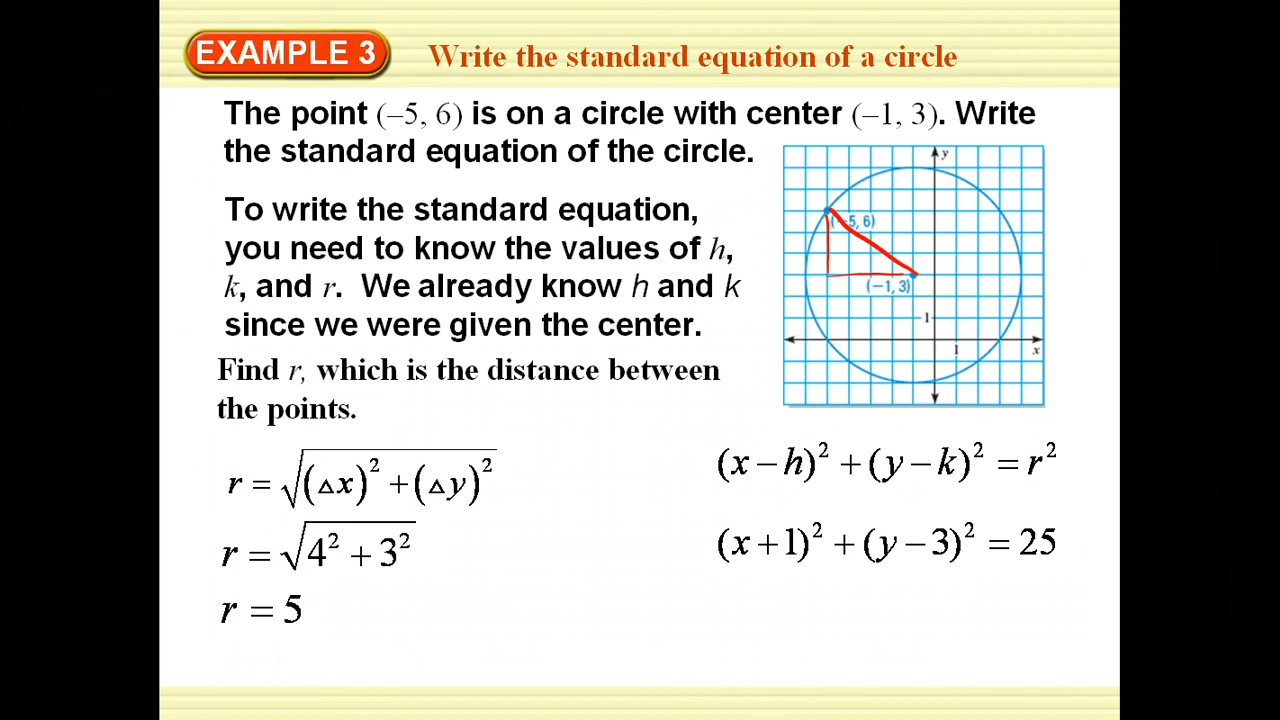 EXAMPLE 3
Write the standard equation of a circle
The point (–5, 6) is on a circle with center (–1, 3). Write
the standard equation of the circle.
To write the standard equation,
you need to know the values of h,
k, and r. We already know h and k
since we were given the center.
Find r, which is the distance between
the points.
y
(−5, 6)
(−1, 3)
1
1
x
r = √((△x)² + (△y)²)
r = √(4² + 3²)
r = 5
(x − h)² + (y − k)² = r²
(x + 1)² + (y − 3)² = 25